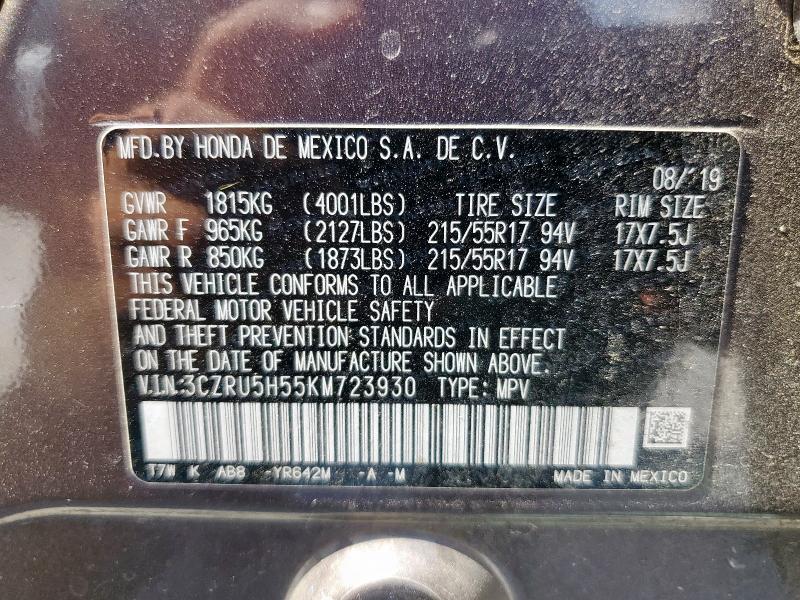 MFD.BY HONDA DE MEXICO S.A. DE C.V.
08/'19
GVWR 1815KG (4001LBS) TIRE SIZE RIM SIZE
GAWR F 965KG (2127LBS) 215/55R17 94V 17X7.5J
GAWR R 850KG (1873LBS) 215/55R17 94V 17X7.5J
THIS VEHICLE CONFORMS TO ALL APPLICABLE
FEDERAL MOTOR VEHICLE SAFETY
AND THEFT PREVENTION STANDARDS IN EFFECT
ON THE DATE OF MANUFACTURE SHOWN ABOVE.
V.I.N:3CZRU5H55KM723930 TYPE: MPV
T7W K AB8 -YR642M -A -M MADE IN MEXICO